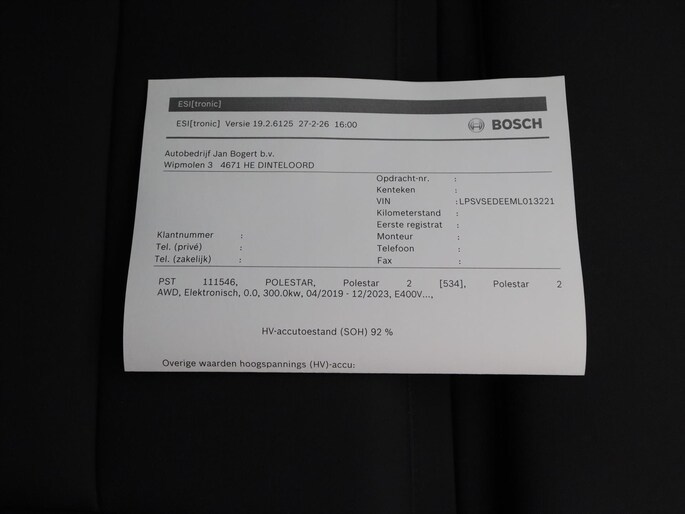 ESI[tronic]
ESI[tronic] Versie 19.2.6125 27-2-26 16:00
BOSCH
Autobedrijf Jan Bogert b.v.
Wipmolen 3 4671 HE DINTELOORD
Opdracht-nr. :
Kenteken :
VIN :LPSVSEDEEML013221
Kilometerstand :
Eerste registrat :
Klantnummer : Monteur :
Tel. (privé) : Telefoon :
Tel. (zakelijk) : Fax :
PST 111546, POLESTAR, Polestar 2 [534], Polestar 2
AWD, Elektronisch, 0.0, 300.0kw, 04/2019 - 12/2023, E400V...,
HV-accutoestand (SOH) 92 %
Overige waarden hoogspannings (HV)-accu: